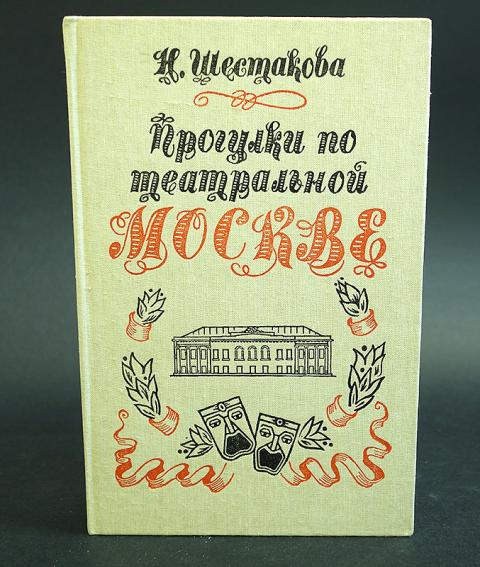 Н. Шестакова
Прогулки по
театральной
МОСКВЕ